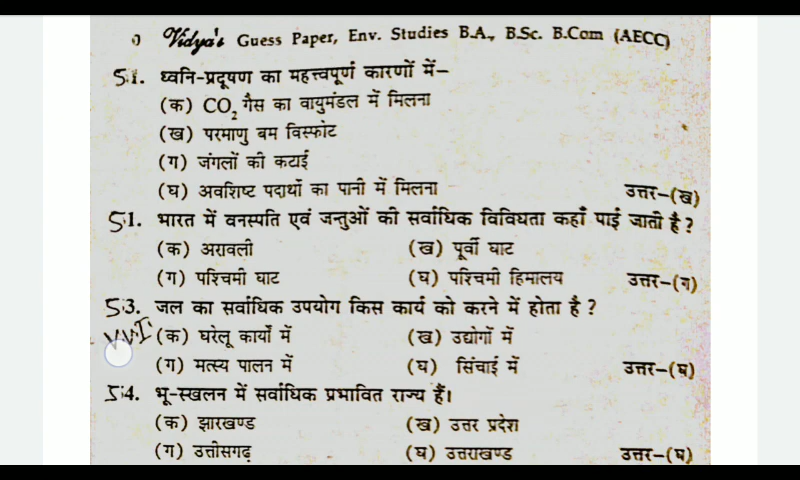 Vidya's Guess Paper, Env. Studies B.A., B.Sc. B.Com (AECC)
51. ध्वनि-प्रदूषण का महत्त्वपूर्ण कारणों में–
(क) CO₂ गैस का वायुमंडल में मिलना
(ख) परमाणु बम विस्फोट
(ग) जंगलों की कटाई
(घ) अवशिष्ट पदार्थों का पानी में मिलना उत्तर–(ख)
51. भारत में वनस्पति एवं जन्तुओं की सर्वाधिक विविधता कहाँ पाई जाती है ?
(क) अरावली (ख) पूर्वी घाट
(ग) पश्चिमी घाट (घ) पश्चिमी हिमालय उत्तर–(ग)
53. जल का सर्वाधिक उपयोग किस कार्य को करने में होता है ?
V.V.I (क) घरेलू कार्यों में (ख) उद्योगों में
(ग) मत्स्य पालन में (घ) सिंचाई में उत्तर–(घ)
54. भू-स्खलन में सर्वाधिक प्रभावित राज्य हैं।
(क) झारखण्ड (ख) उत्तर प्रदेश
(ग) उत्तीसगढ़ (घ) उत्तराखण्ड उत्तर–(घ)